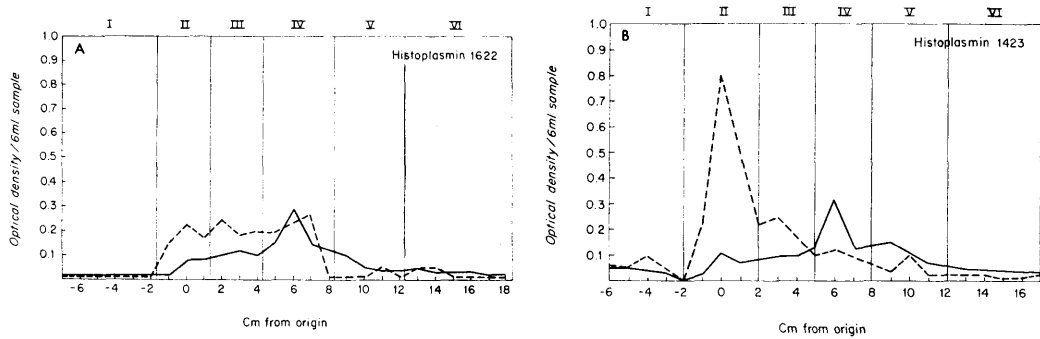 I II III IV V VI
A
Histoplasmin 1622
1.0
0.9
0.8
0.7
0.6
0.5
0.4
0.3
0.2
0.1
Optical density/6ml sample
-6 -4 -2 0 2 4 6 8 10 12 14 16 18
Cm from origin
I II III IV V VI
B
Histoplasmin 1423
1.0
0.9
0.8
0.7
0.6
0.5
0.4
0.3
0.2
0.1
Optical density/6ml sample
-6 -4 -2 0 2 4 6 8 10 12 14 16
Cm from origin